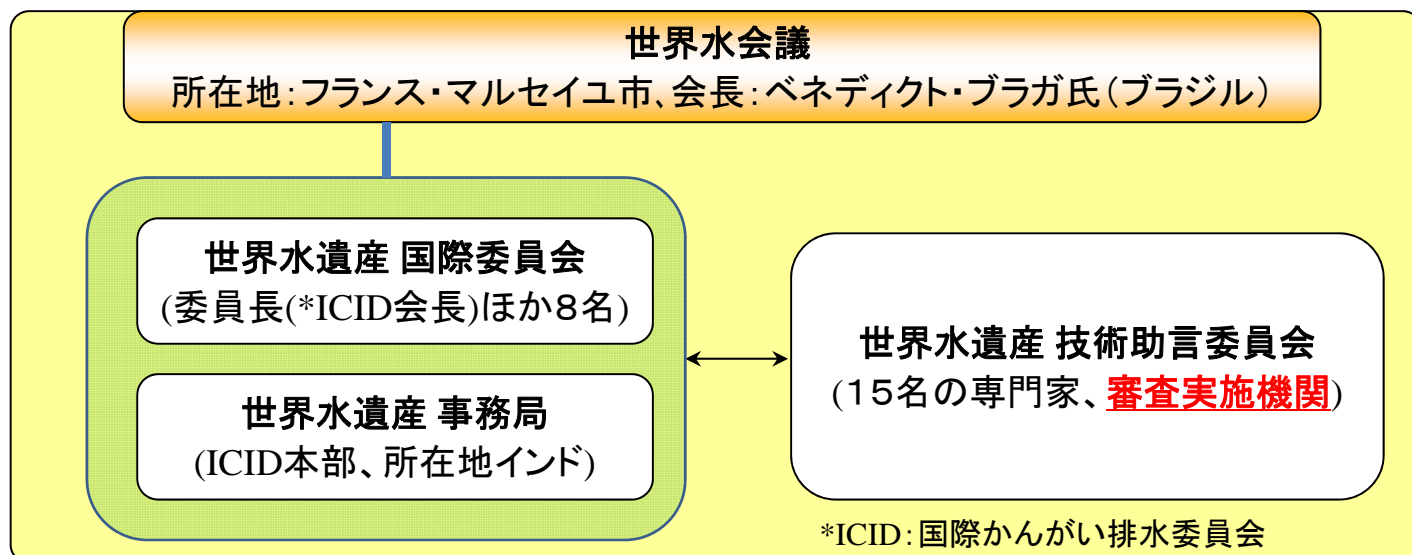 世界水会議
所在地：フランス・マルセイユ市、会長：ベネディクト・ブラガ氏（ブラジル）
世界水遺産 国際委員会
(委員長(*ICID会長)ほか８名)
世界水遺産 事務局
(ICID本部、所在地インド)
世界水遺産 技術助言委員会
(１５名の専門家、審査実施機関)
*ICID：国際かんがい排水委員会